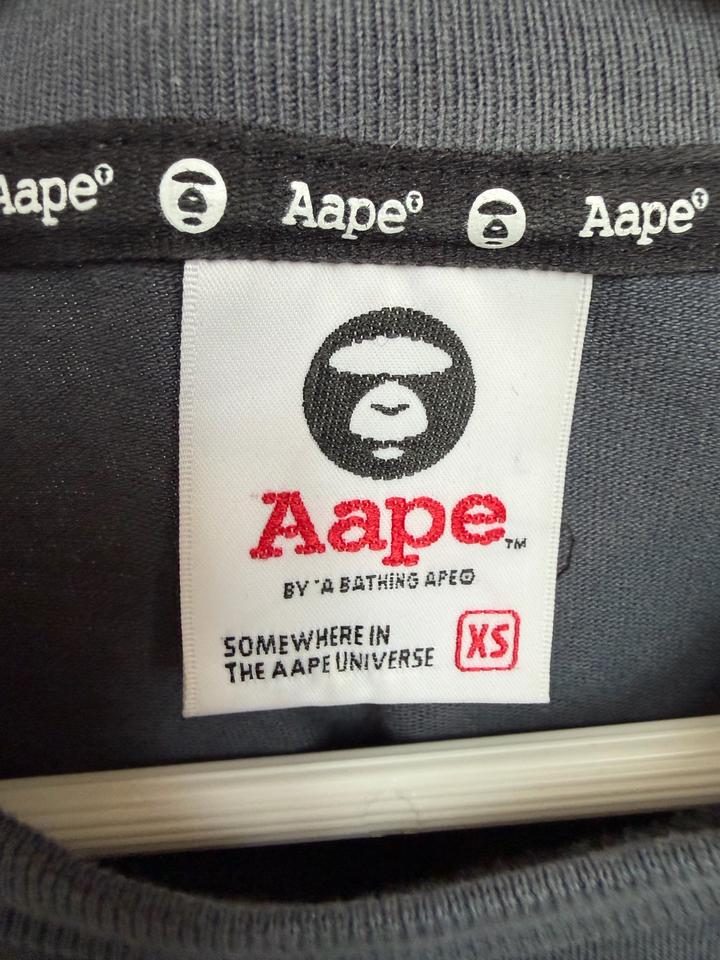 Aape
Aape
Aape
Aape™
BY *A BATHING APE®
SOMEWHERE IN
THE AAPE UNIVERSE
XS